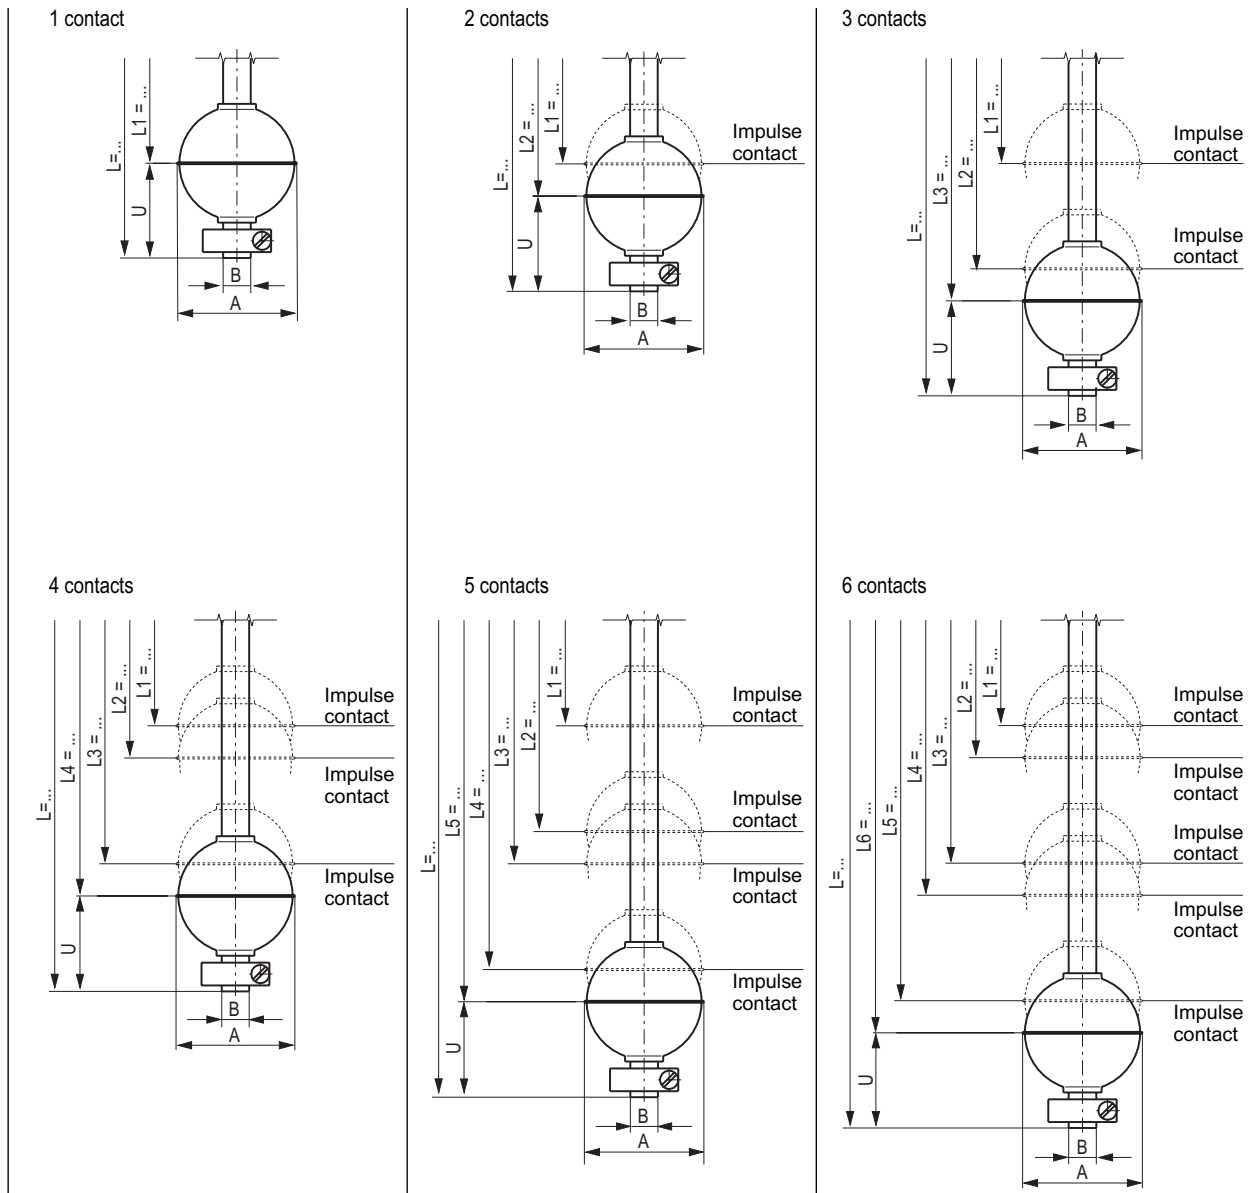 1 contact
L=...
L1 = ...
U
B
A
2 contacts
L=...
L2 = ...
L1 = ...
Impulse
contact
U
B
A
3 contacts
L=...
L3 = ...
L2 = ...
L1 = ...
Impulse
contact
Impulse
contact
U
B
A
4 contacts
L=...
L4 = ...
L3 = ...
L2 = ...
L1 = ...
Impulse
contact
Impulse
contact
Impulse
contact
U
B
A
5 contacts
L=...
L5 = ...
L4 = ...
L3 = ...
L2 = ...
L1 = ...
Impulse
contact
Impulse
contact
Impulse
contact
Impulse
contact
U
B
A
6 contacts
L=...
L6 = ...
L5 = ...
L4 = ...
L3 = ...
L2 = ...
L1 = ...
Impulse
contact
Impulse
contact
Impulse
contact
Impulse
contact
Impulse
contact
U
B
A